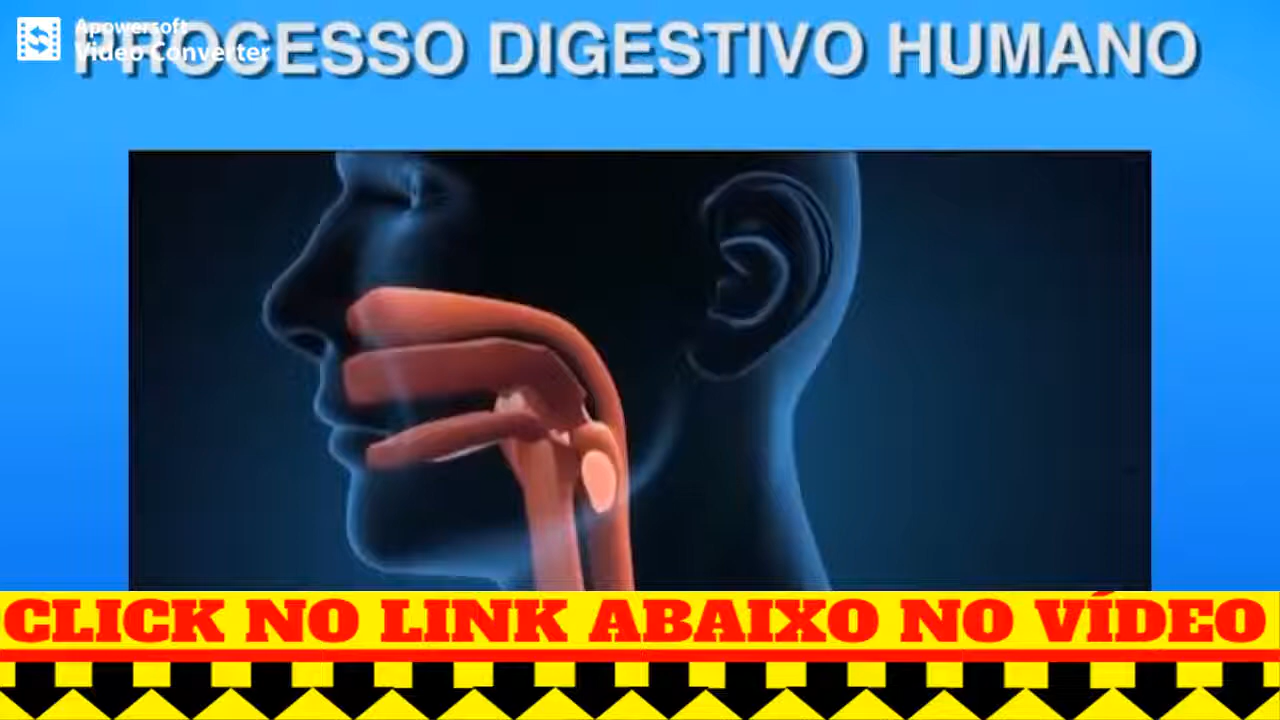 Apowersoft
Video Converter
PROCESSO DIGESTIVO HUMANO
CLICK NO LINK ABAIXO NO VÍDEO